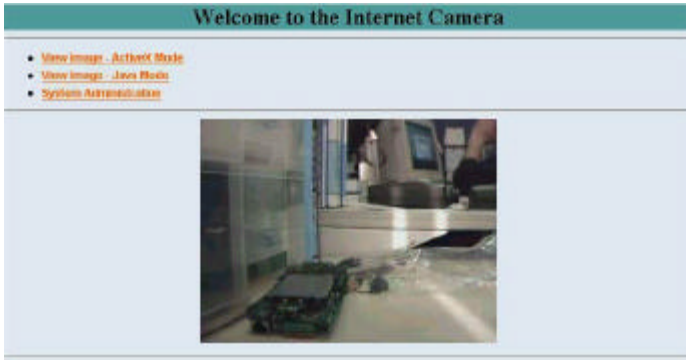 Welcome to the Internet Camera
View Image - ActiveX Mode
View Image - Java Mode
System Administration